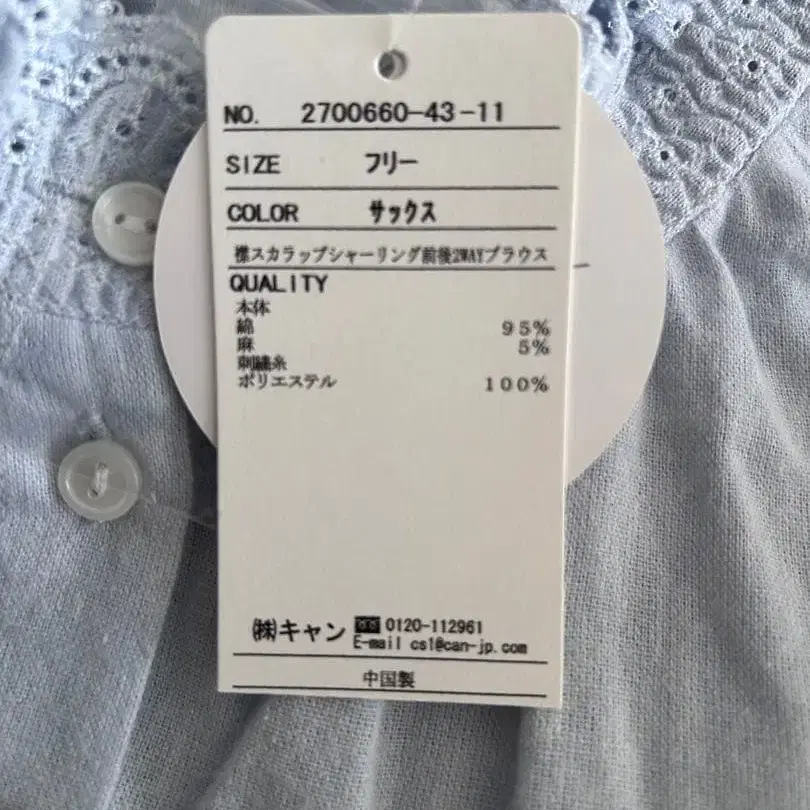 NO. 2700660-43-11
SIZE フリー
COLOR サックス
襟スカラップシャーリング前後2WAYブラウス
QUALITY
本体
綿 95%
麻 5%
刺繍糸
ポリエステル 100%
㈱キャン 0120-112961
E-mail cs1@can-jp.com
中国製